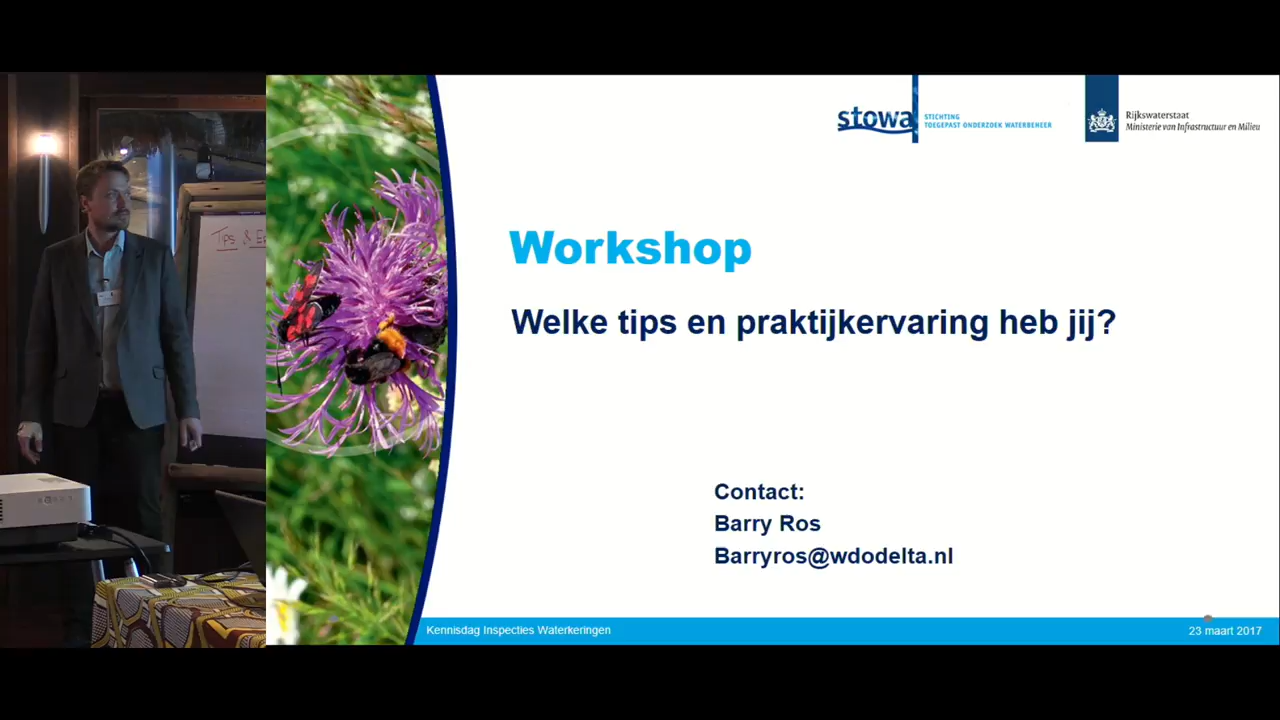 stowa
STICHTING
TOEGEPAST ONDERZOEK WATERBEHEER
Rijkswaterstaat
Ministerie van Infrastructuur en Milieu
Tips &
Workshop
Welke tips en praktijkervaring heb jij?
Contact:
Barry Ros
Barryros@wdodelta.nl
Kennisdag Inspecties Waterkeringen
23 maart 2017